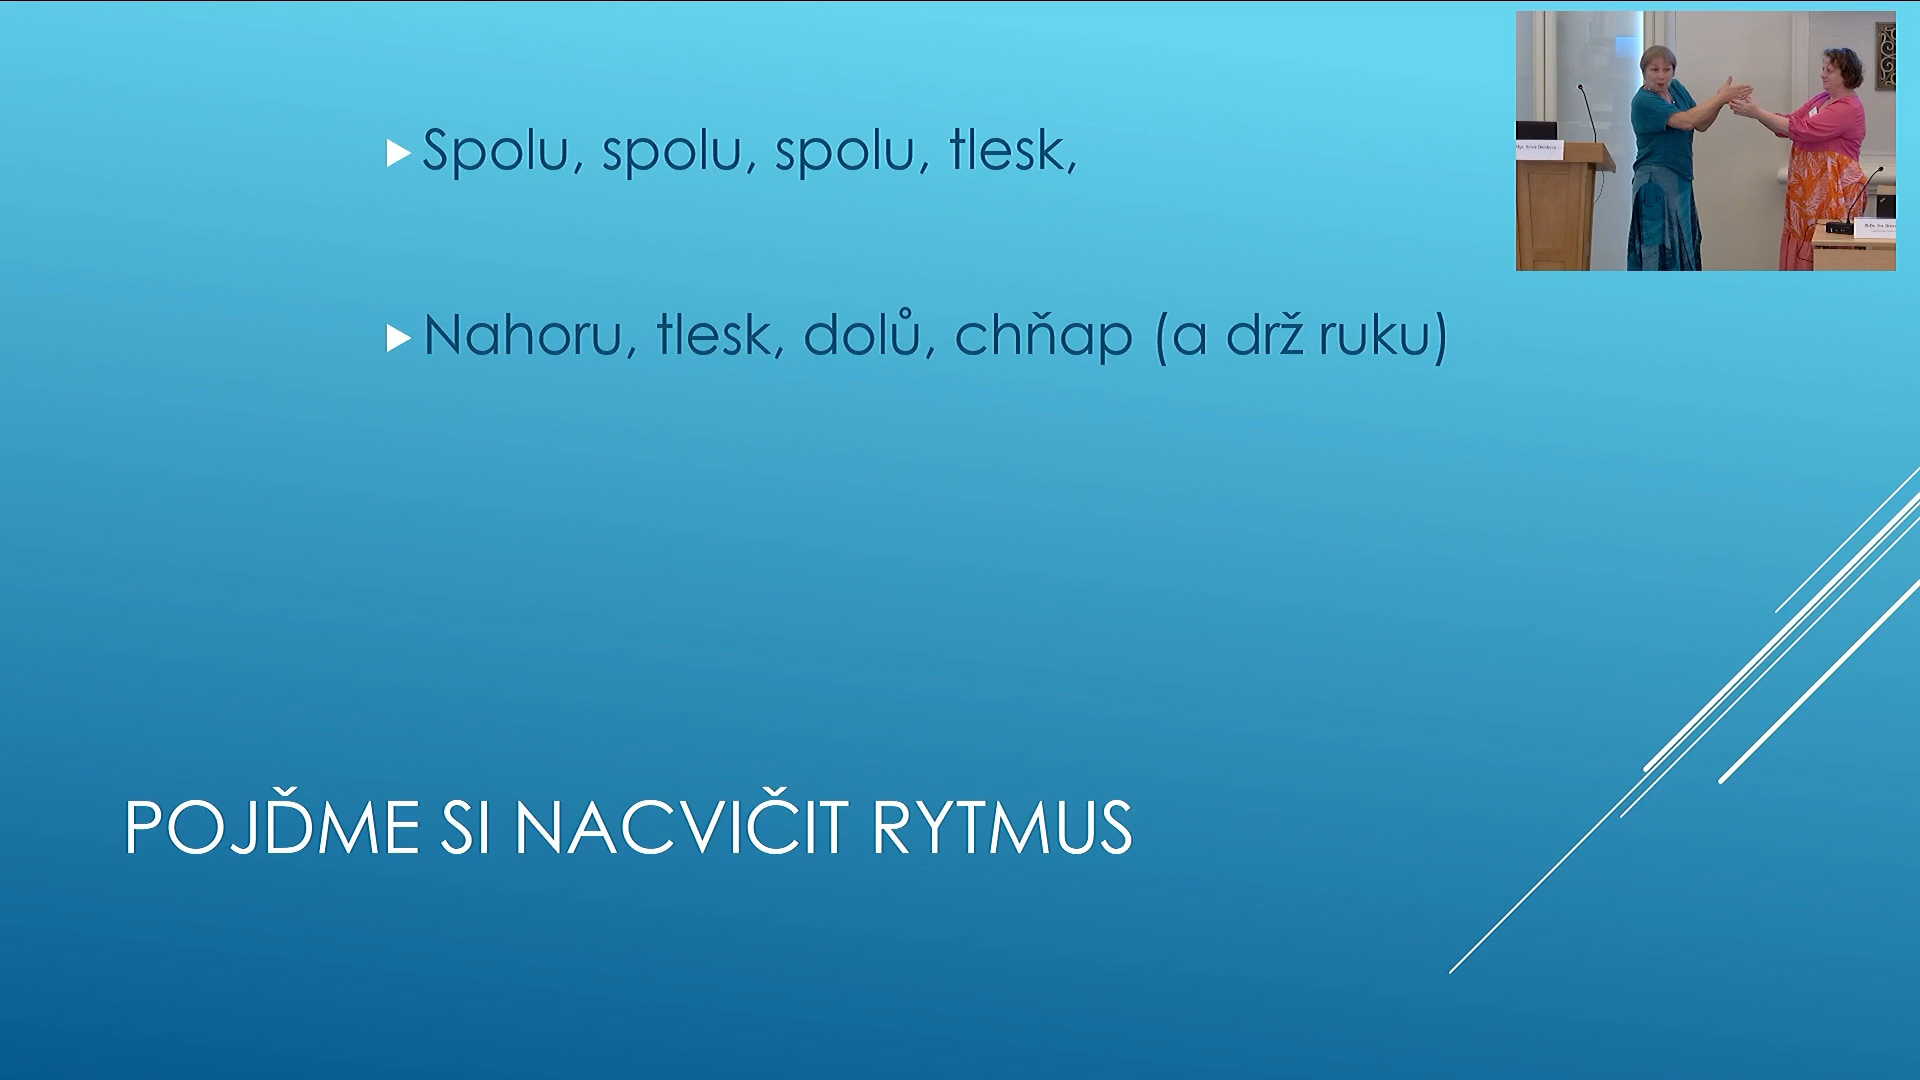 Spolu, spolu, spolu, tlesk,
Nahoru, tlesk, dolů, chňap (a drž ruku)
POJĎME SI NACVIČIT RYTMUS